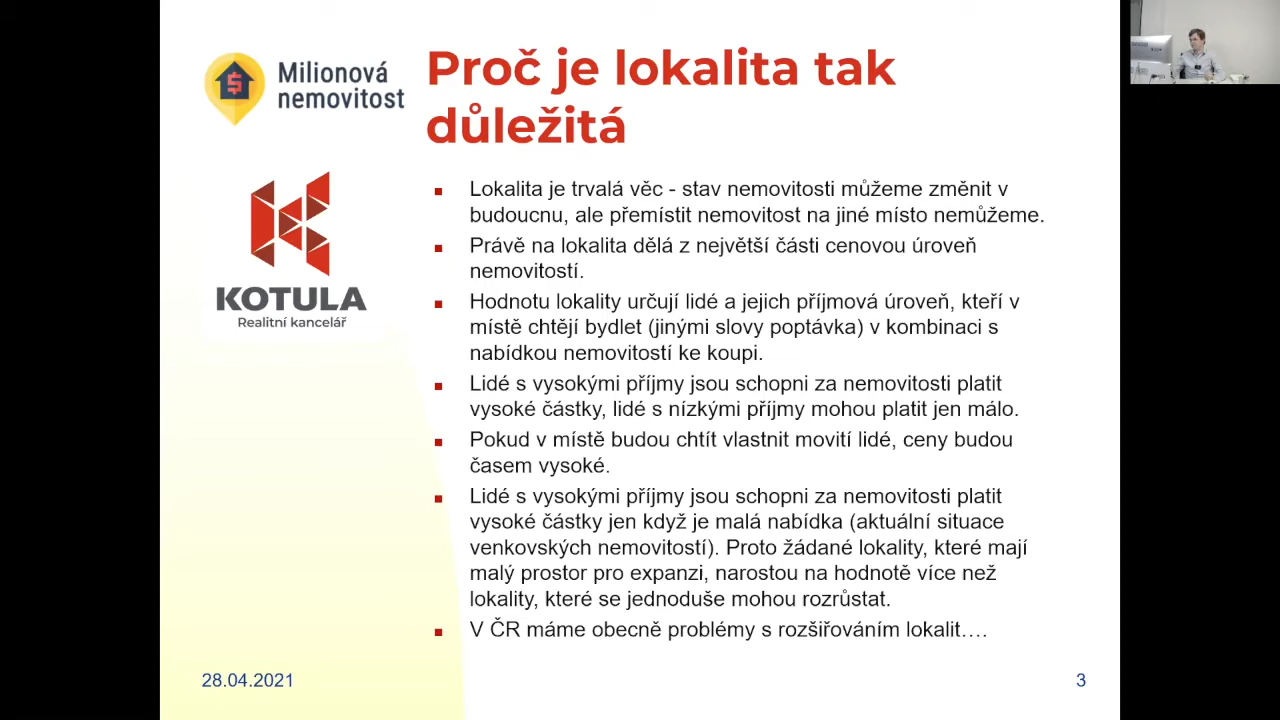 Milionová
nemovitost
Proč je lokalita tak
důležitá
KOTULA
Realitní kancelář
Lokalita je trvalá věc - stav nemovitosti můžeme změnit v
budoucnu, ale přemístit nemovitost na jiné místo nemůžeme.
Právě na lokalita dělá z největší části cenovou úroveň
nemovitostí.
Hodnotu lokality určují lidé a jejich příjmová úroveň, kteří v
místě chtějí bydlet (jinými slovy poptávka) v kombinaci s
nabídkou nemovitostí ke koupi.
Lidé s vysokými příjmy jsou schopni za nemovitosti platit
vysoké částky, lidé s nízkými příjmy mohou platit jen málo.
Pokud v místě budou chtít vlastnit movití lidé, ceny budou
časem vysoké.
Lidé s vysokými příjmy jsou schopni za nemovitosti platit
vysoké částky jen když je malá nabídka (aktuální situace
venkovských nemovitostí). Proto žádané lokality, které mají
malý prostor pro expanzi, narostou na hodnotě více než
lokality, které se jednoduše mohou rozrůstat.
V ČR máme obecně problémy s rozšiřováním lokalit….
28.04.2021
3